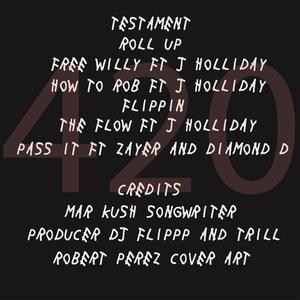 TESTAMENT
ROLL UP
FREE WILLY FT J HOLLIDAY
HOW TO ROB FT J HOLLIDAY
FLIPPIN
THE FLOW FT J HOLLIDAY
PASS IT FT ZAYER AND DIAMOND D
420
CREDITS
MAR KUSH SONGWRITER
PRODUCER DJ FLIPPP AND TRILL
ROBERT PEREZ COVER ART